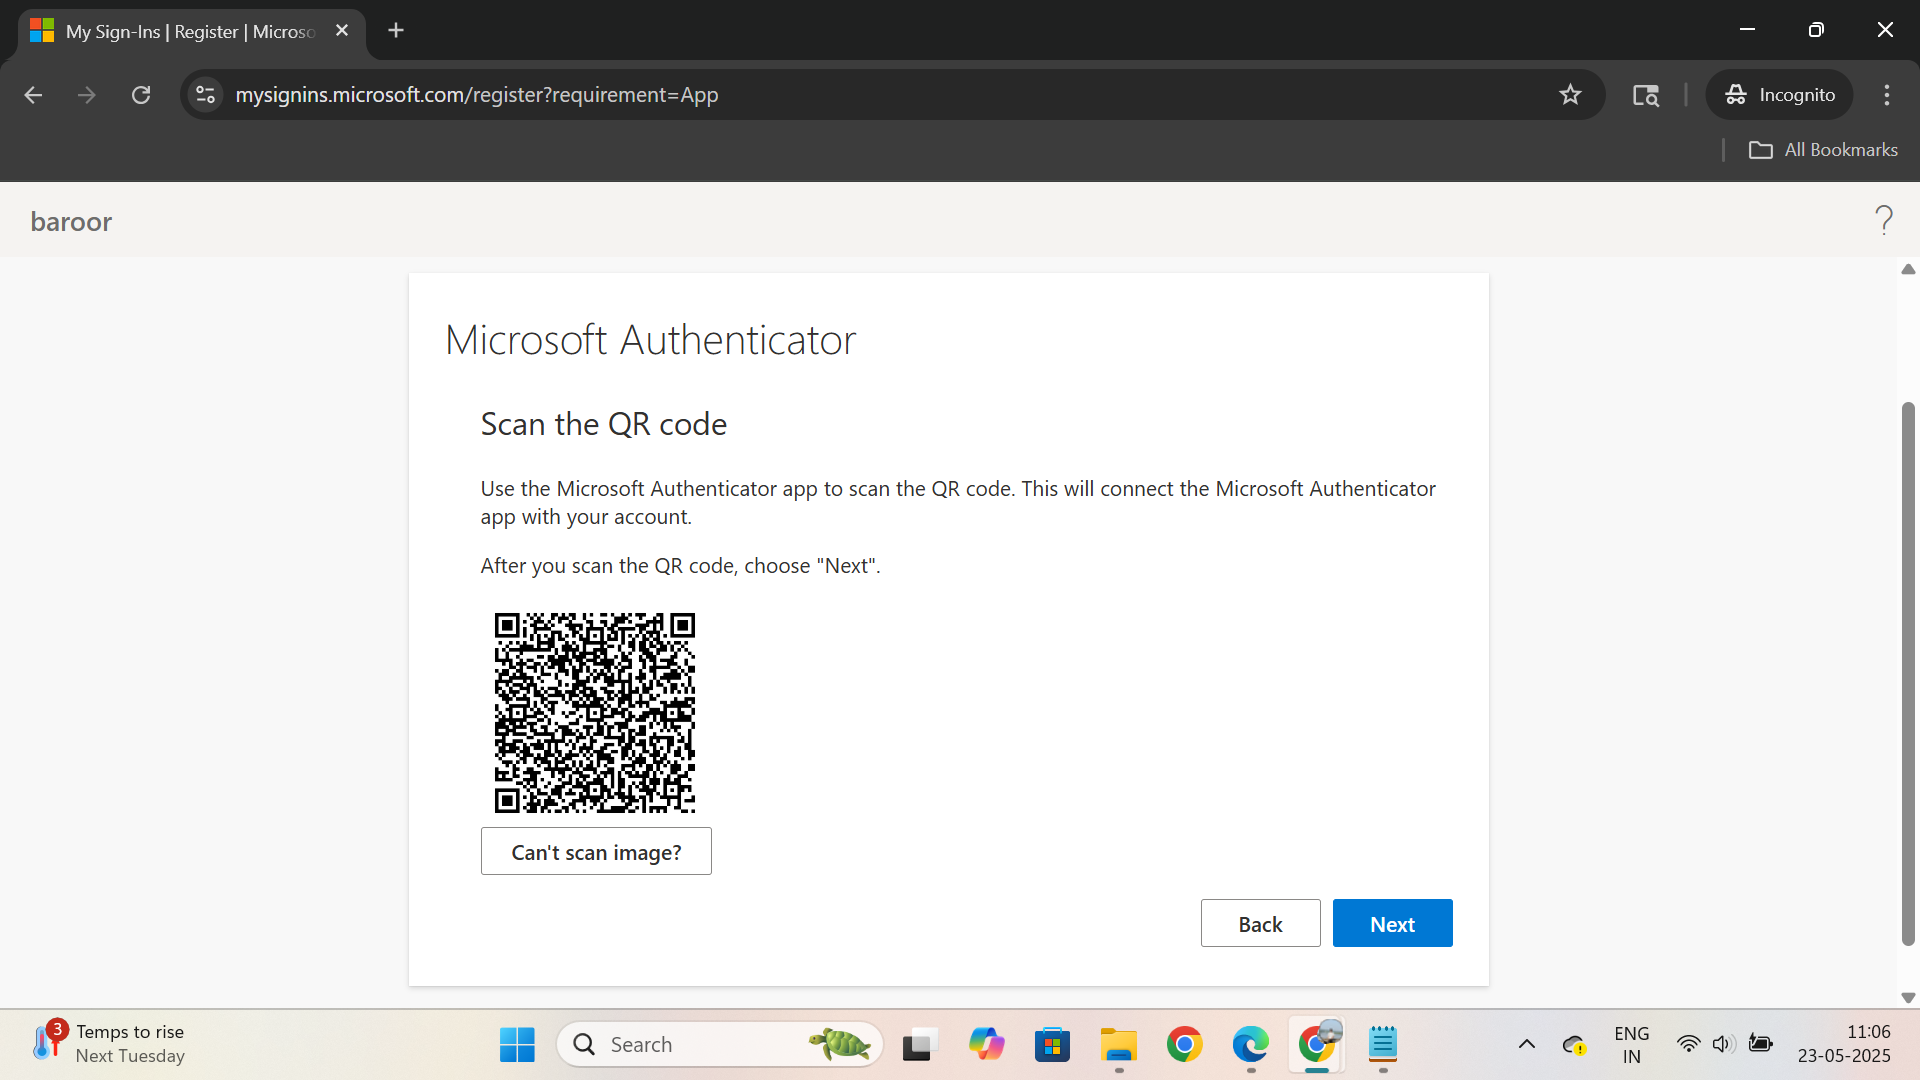 My Sign-Ins | Register | Microso
mysignins.microsoft.com/register?requirement=App
Incognito
All Bookmarks
baroor
Microsoft Authenticator
Scan the QR code
Use the Microsoft Authenticator app to scan the QR code. This will connect the Microsoft Authenticator
app with your account.
After you scan the QR code, choose "Next".
Can't scan image?
Back
Next
3
Temps to rise
Next Tuesday
Search
ENG
IN
11:06
23-05-2025